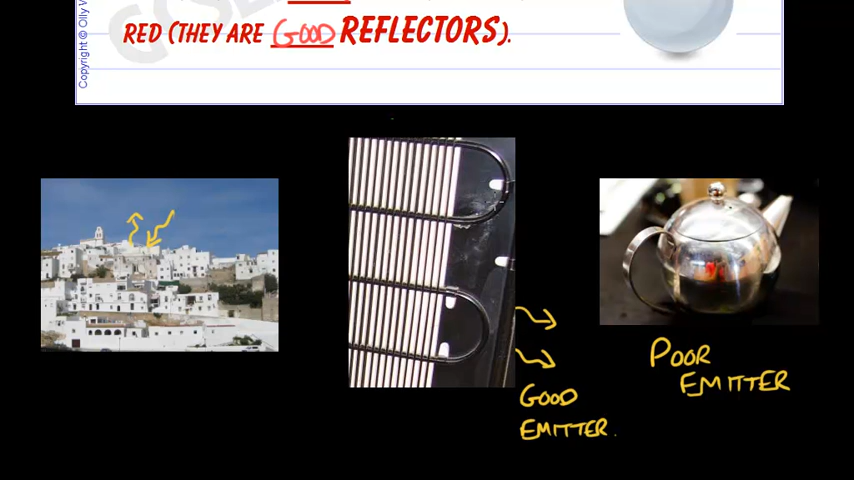 RED (THEY ARE GOOD REFLECTORS).
Copyright © Olly W
GOOD
EMITTER.
POOR
EMITTER